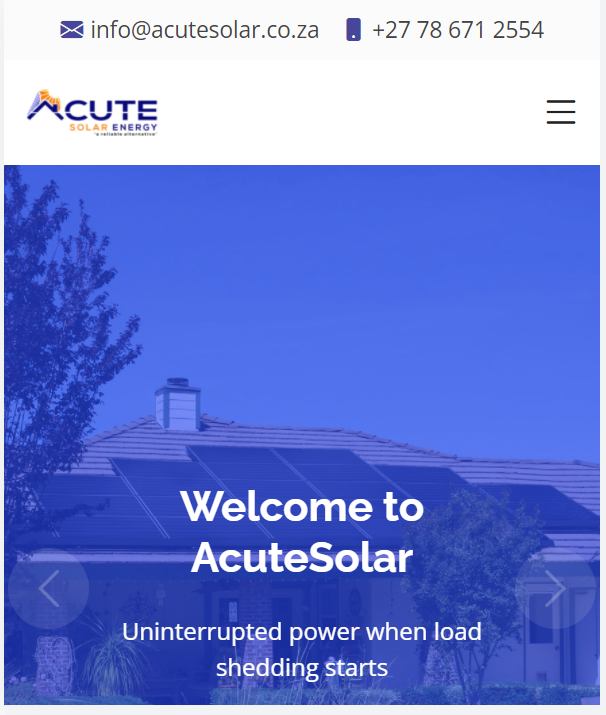 info@acutesolar.co.za +27 78 671 2554
ACUTE
SOLAR ENERGY
"a reliable alternative"
Welcome to
AcuteSolar
Uninterrupted power when load
shedding starts